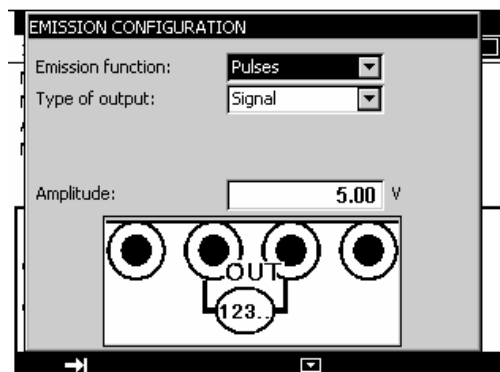 EMISSION CONFIGURATION
Emission function: Pulses
Type of output: Signal
Amplitude: 5.00 V
OUT
123..